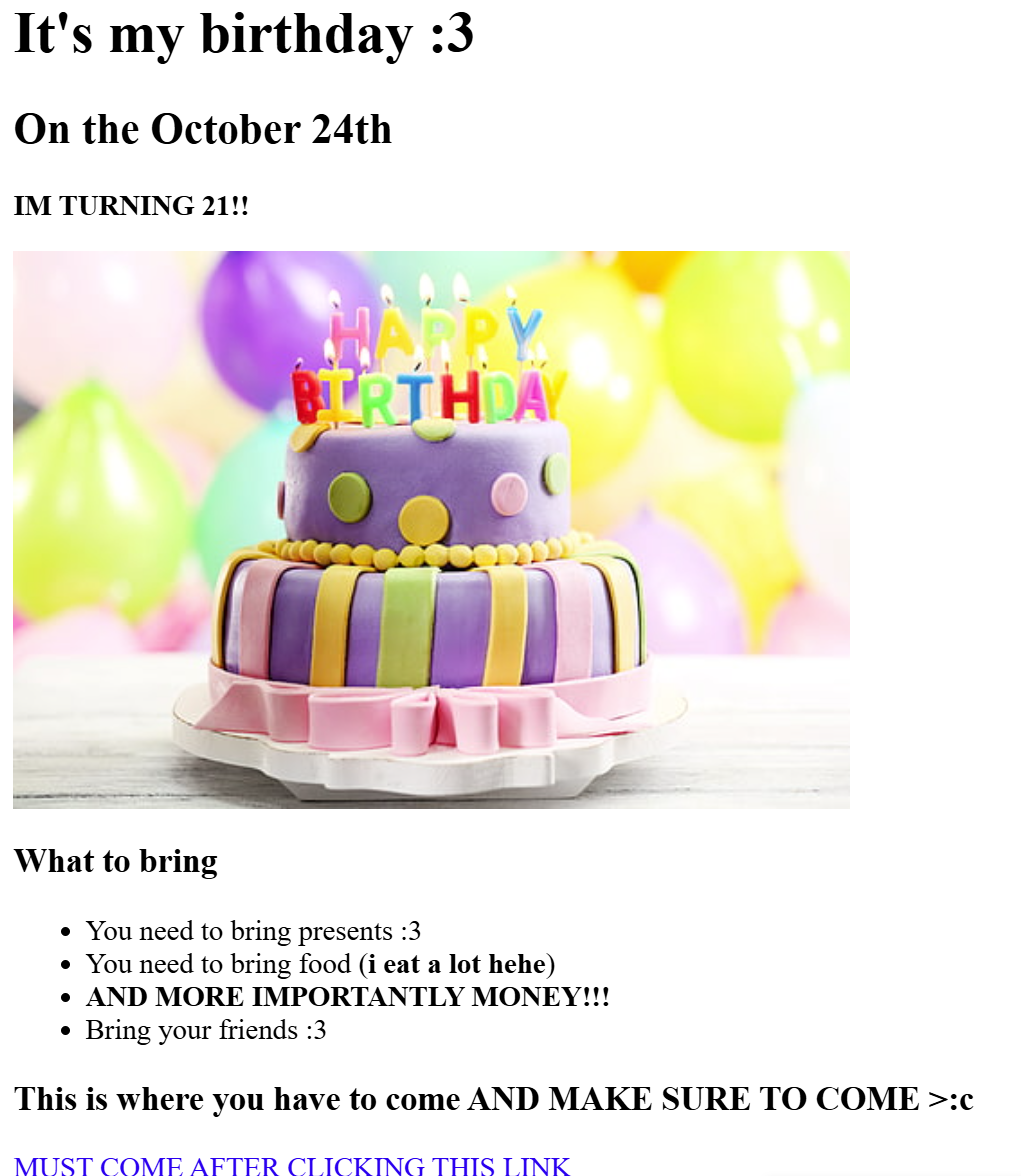 It's my birthday :3
On the October 24th
IM TURNING 21!!
HAPPY
BIRTHDAY
What to bring
You need to bring presents :3
You need to bring food (i eat a lot hehe)
AND MORE IMPORTANTLY MONEY!!!
Bring your friends :3
This is where you have to come AND MAKE SURE TO COME >:c
MUST COME AFTER CLICKING THIS LINK